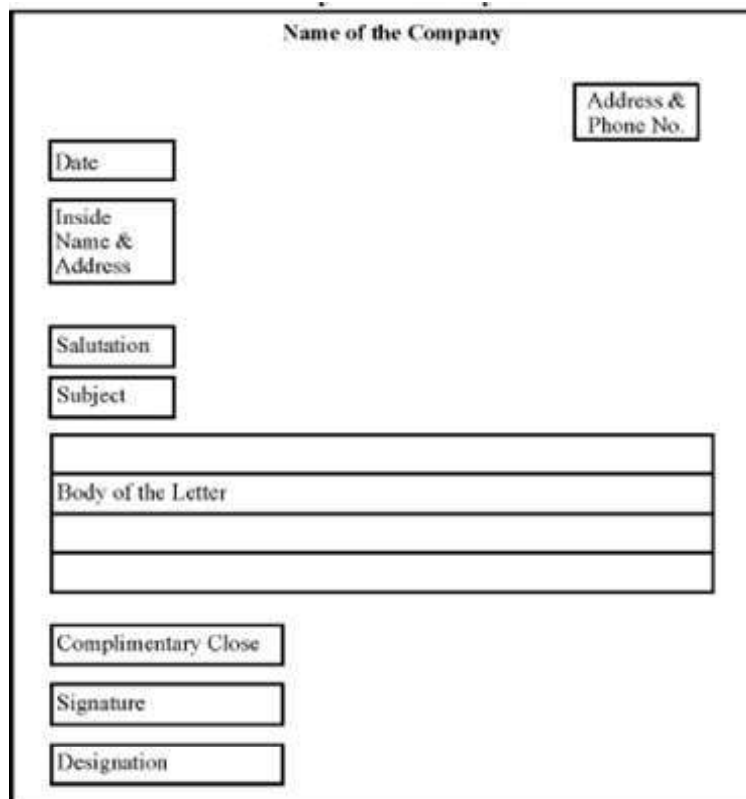 Name of the Company
Address &
Phone No.
Date
Inside
Name &
Address
Salutation
Subject
Body of the Letter
Complimentary Close
Signature
Designation